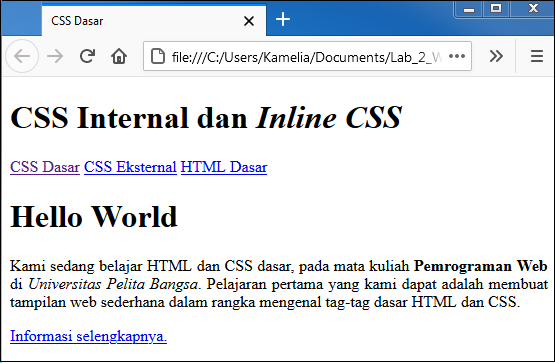 CSS Dasar
file:///C:/Users/Kamelia/Documents/Lab_2_W
CSS Internal dan Inline CSS
CSS Dasar CSS Eksternal HTML Dasar
Hello World
Kami sedang belajar HTML dan CSS dasar, pada mata kuliah Pemrograman Web
di Universitas Pelita Bangsa. Pelajaran pertama yang kami dapat adalah membuat
tampilan web sederhana dalam rangka mengenal tag-tag dasar HTML dan CSS.
Informasi selengkapnya.